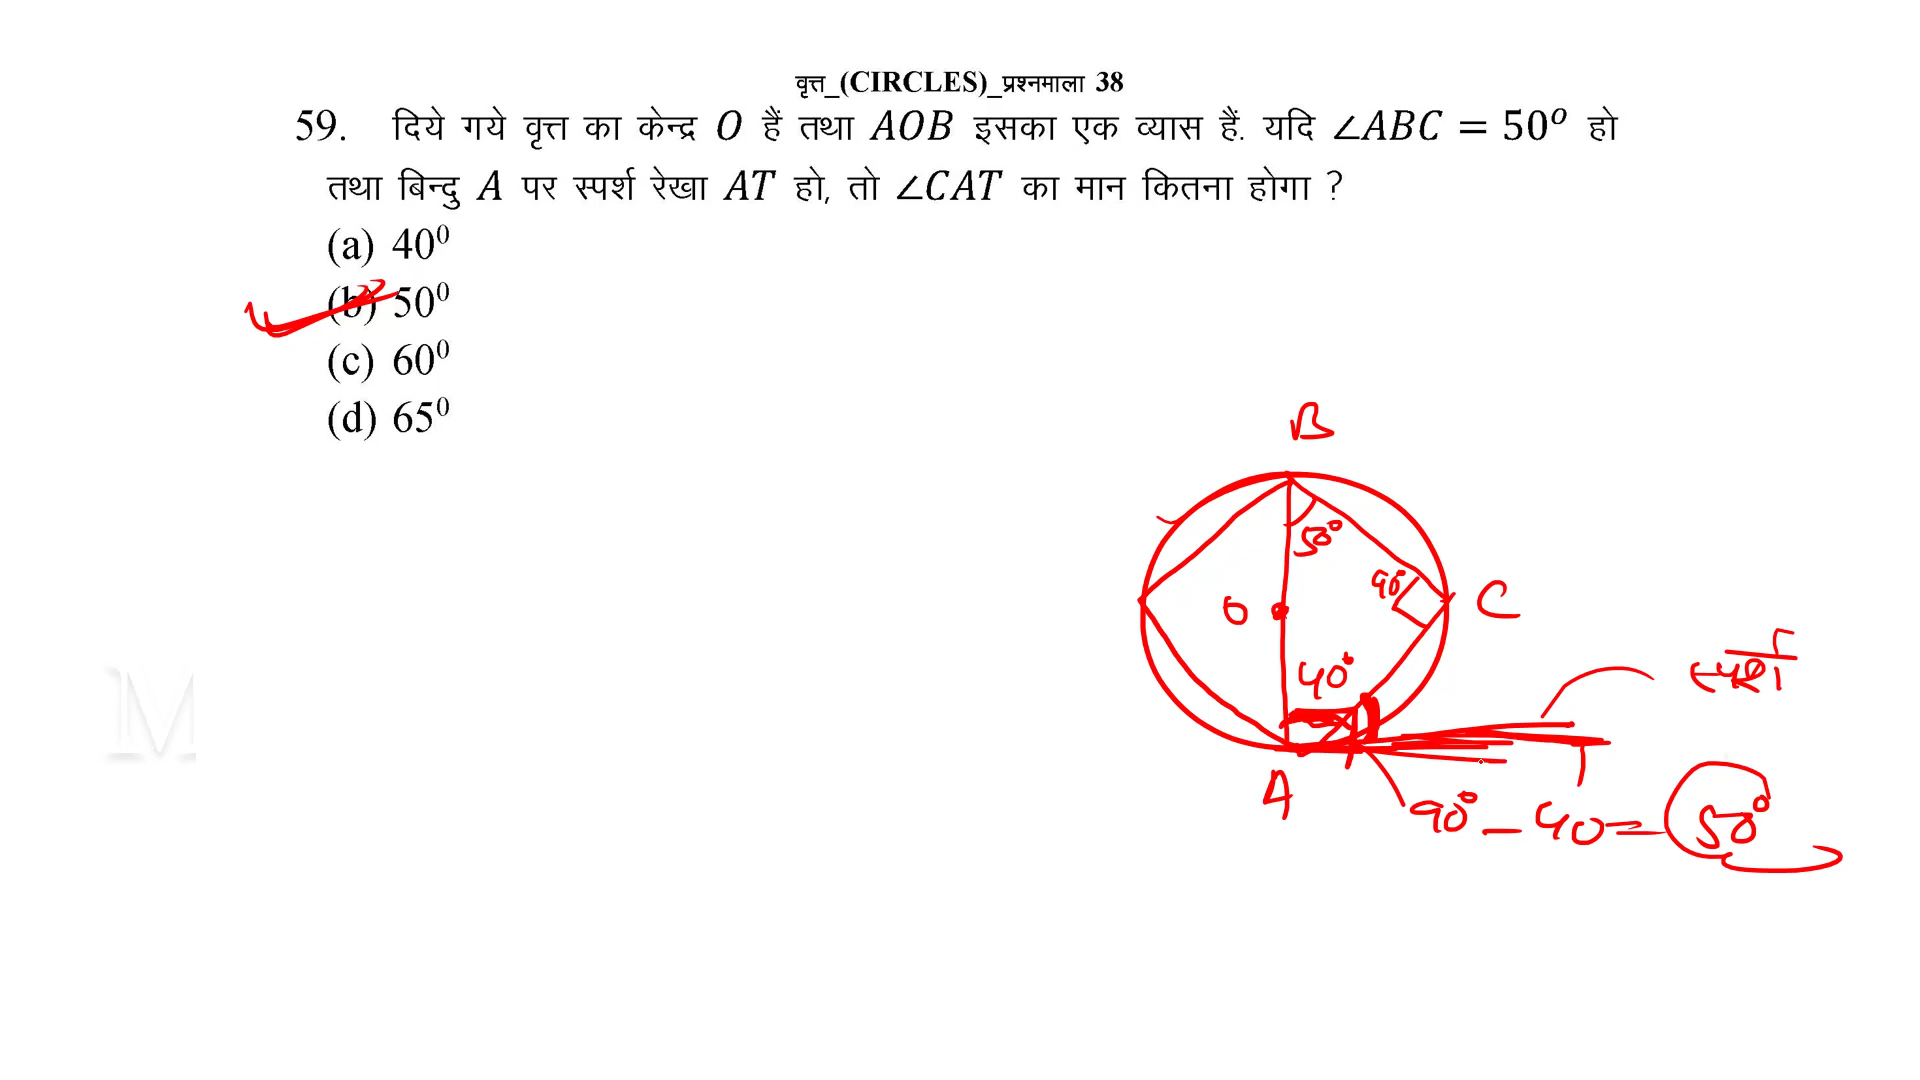 वृत्त_(CIRCLES)_प्रश्नमाला 38
59. दिये गये वृत्त का केन्द्र O हैं तथा AOB इसका एक व्यास हैं. यदि ∠ABC = 50° हो
तथा बिन्दु A पर स्पर्श रेखा AT हो, तो ∠CAT का मान कितना होगा ?
(a) 40⁰
(b) 50⁰
(c) 60⁰
(d) 65⁰
B
50°
90°
C
O
40°
स्पर्श
M
A
T
90° - 40 = 50°